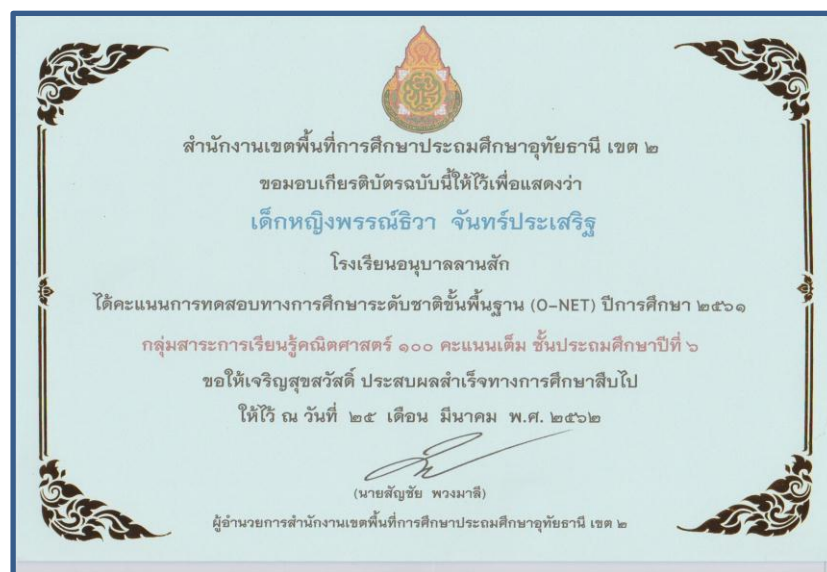 สำนักงานเขตพื้นที่การศึกษาประถมศึกษาอุทัยธานี เขต ๒
ขอมอบเกียรติบัตรฉบับนี้ให้ไว้เพื่อแสดงว่า
เด็กหญิงพรรณ์ธิวา จันทร์ประเสริฐ
โรงเรียนอนุบาลลานสัก
ได้คะแนนการทดสอบทางการศึกษาระดับชาติขั้นพื้นฐาน (O-NET) ปีการศึกษา ๒๕๖๑
กลุ่มสาระการเรียนรู้คณิตศาสตร์ ๑๐๐ คะแนนเต็ม ชั้นประถมศึกษาปีที่ ๖
ขอให้เจริญสุขสวัสดิ์ ประสบผลสำเร็จทางการศึกษาสืบไป
ให้ไว้ ณ วันที่ ๒๕ เดือน มีนาคม พ.ศ. ๒๕๖๒
(นายสัญชัย พวงมาลี)
ผู้อำนวยการสำนักงานเขตพื้นที่การศึกษาประถมศึกษาอุทัยธานี เขต ๒